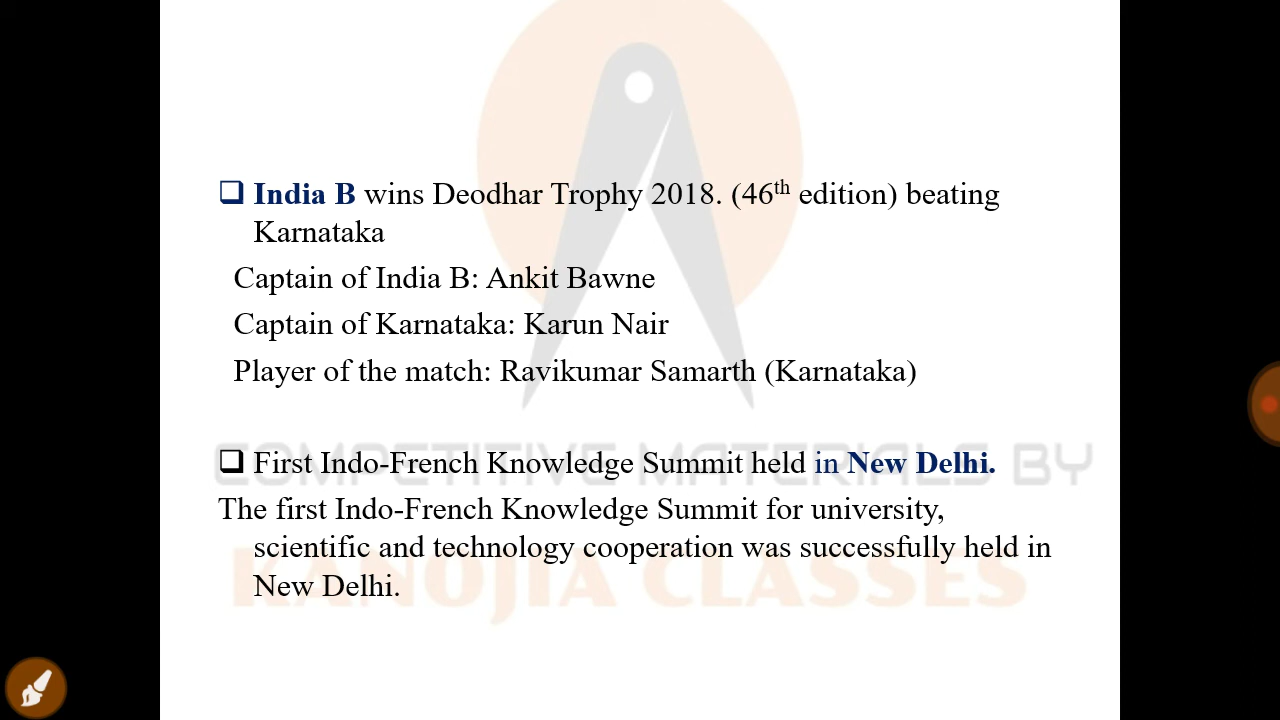 ❑ India B wins Deodhar Trophy 2018. (46th edition) beating
Karnataka
Captain of India B: Ankit Bawne
Captain of Karnataka: Karun Nair
Player of the match: Ravikumar Samarth (Karnataka)
COMPETITIVE MATERIALS BY
❑ First Indo-French Knowledge Summit held in New Delhi.
The first Indo-French Knowledge Summit for university,
scientific and technology cooperation was successfully held in
KANOJIA CLASSES
New Delhi.